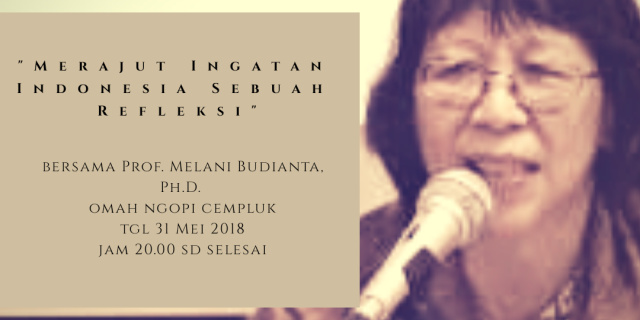 "Merajut Ingatan
Indonesia Sebuah
Refleksi"
bersama Prof. Melani Budianta,
Ph.D.
omah ngopi cempluk
tgl 31 Mei 2018
jam 20.00 sd selesai